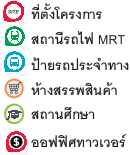 SITE ที่ตั้งโครงการ
สถานีรถไฟ MRT
ป้ายรถประจำทาง
ห้างสรรพสินค้า
สถานศึกษา
$ ออฟฟิศทาวเวอร์